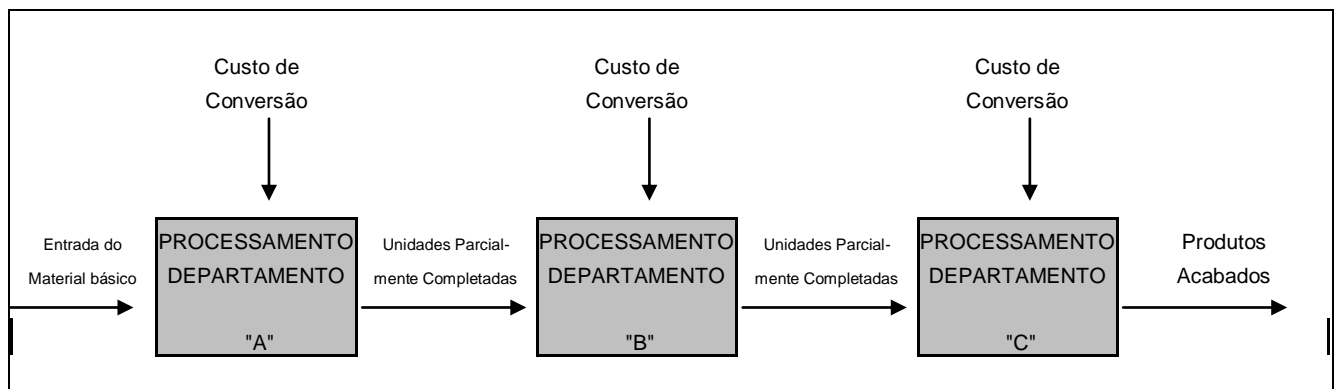 Custo de
Conversão
Custo de
Conversão
Custo de
Conversão
Entrada do
Material básico
PROCESSAMENTO
DEPARTAMENTO
"A"
Unidades Parcial-
mente Completadas
PROCESSAMENTO
DEPARTAMENTO
"B"
Unidades Parcial-
mente Completadas
PROCESSAMENTO
DEPARTAMENTO
"C"
Produtos
Acabados